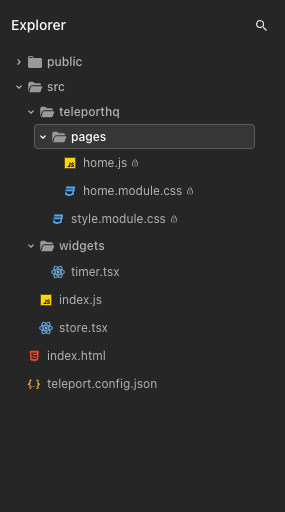 Explorer
public
src
teleporthq
pages
home.js
home.module.css
style.module.css
widgets
timer.tsx
index.js
store.tsx
index.html
teleport.config.json